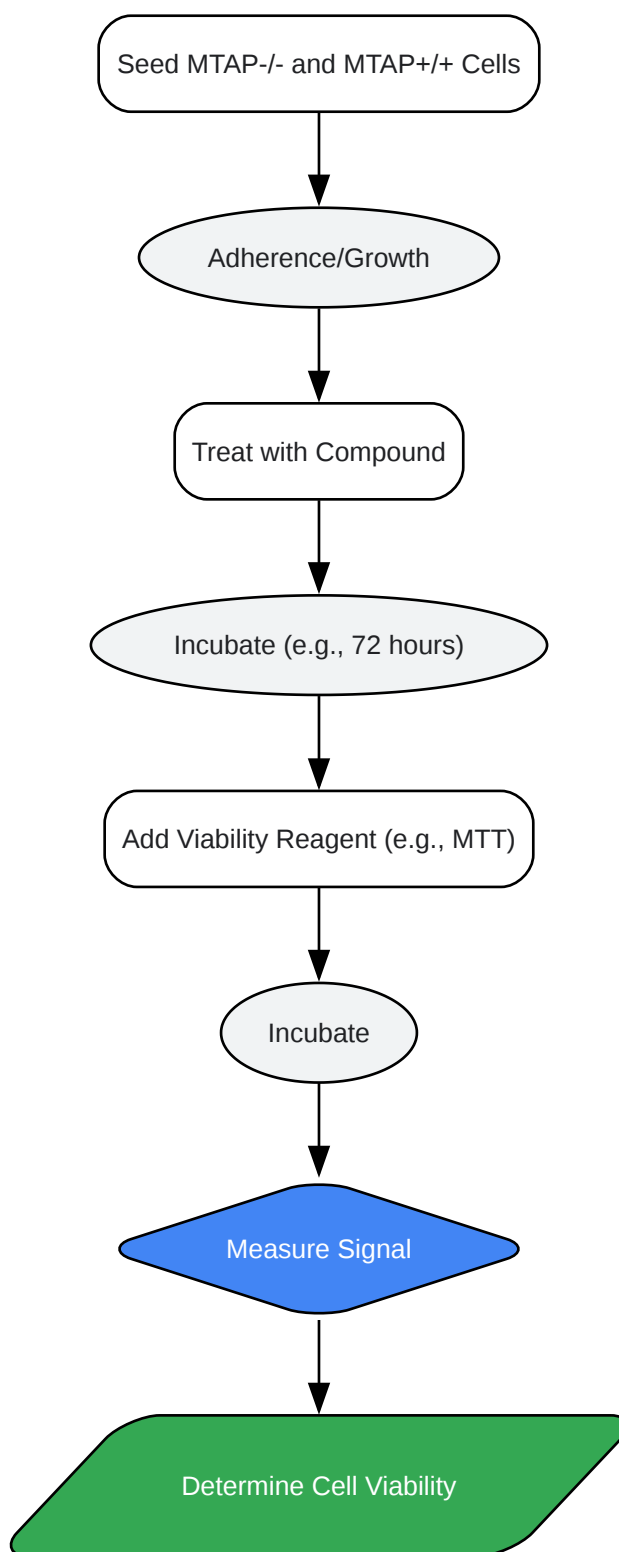 Seed MTAP-/- and MTAP+/+ Cells
Adherence/Growth
Treat with Compound
Incubate (e.g., 72 hours)
Add Viability Reagent (e.g., MTT)
Incubate
Measure Signal
Determine Cell Viability